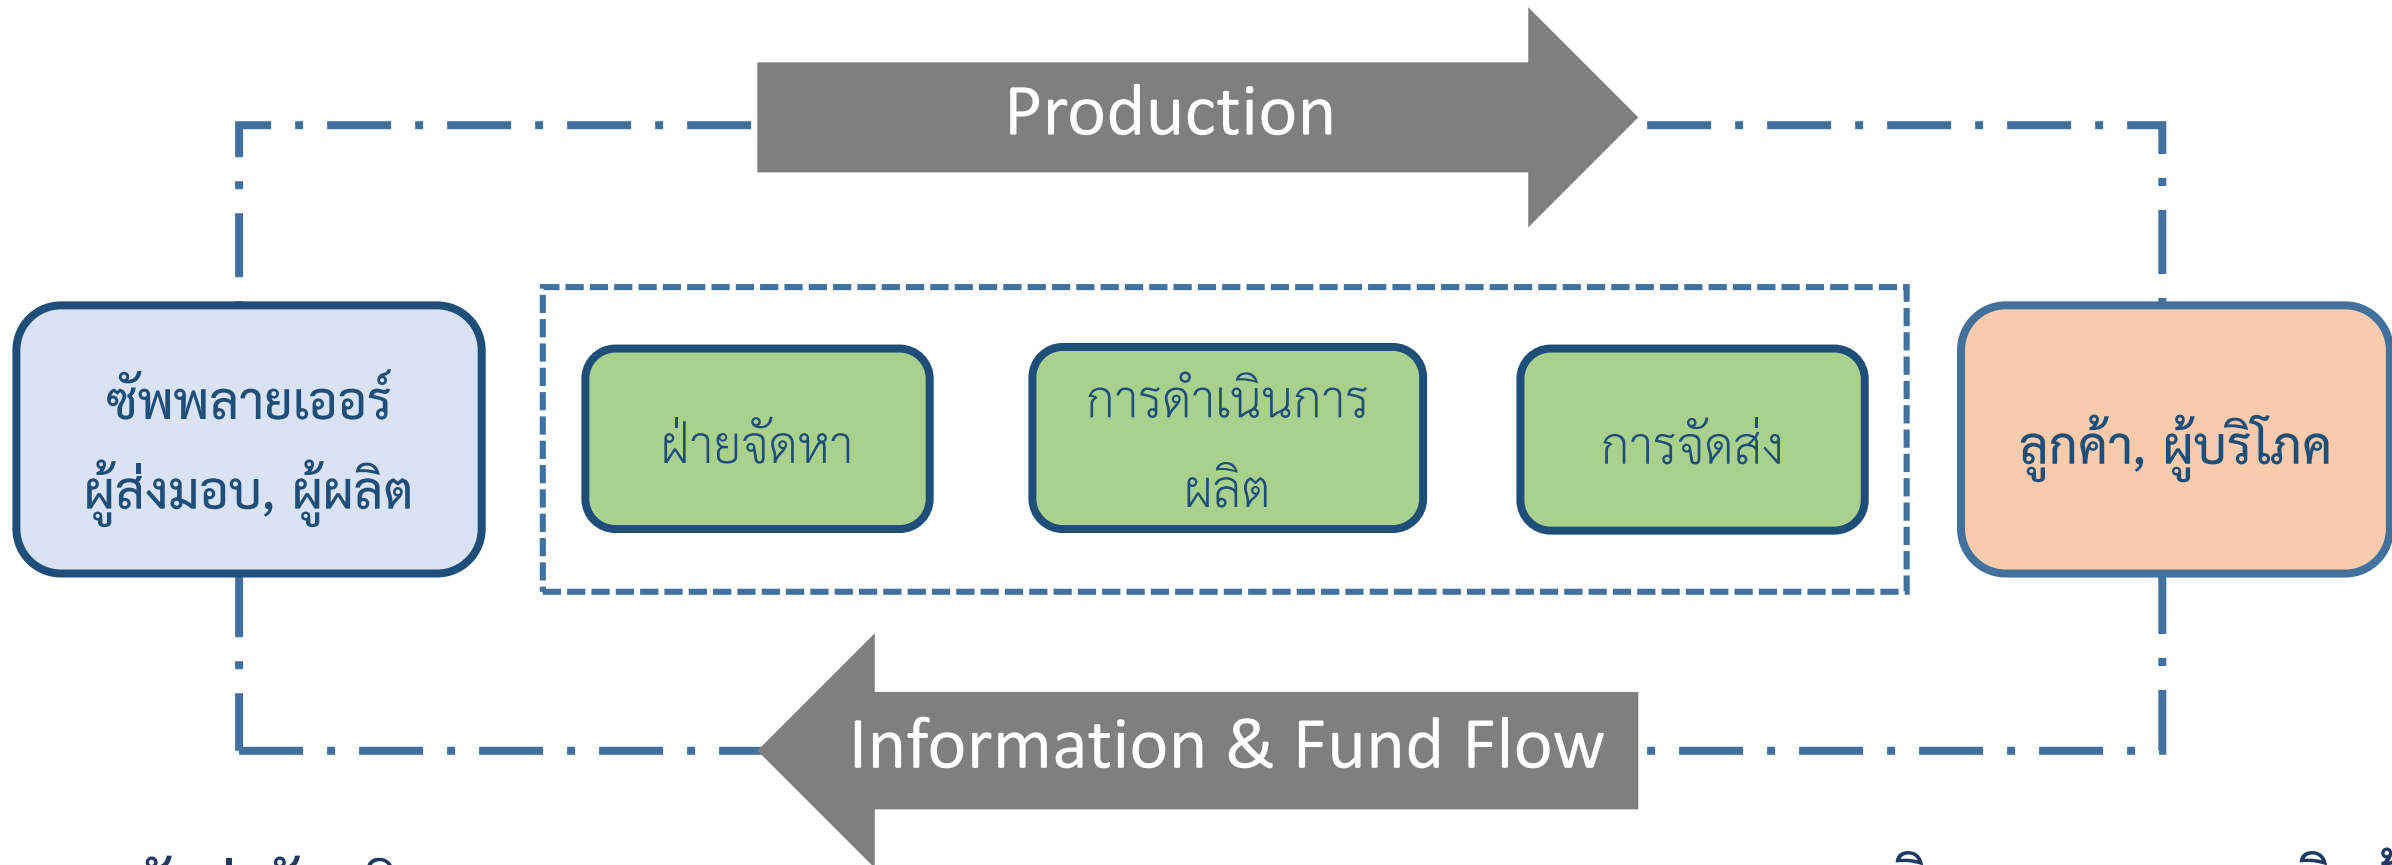 Production
ซัพพลายเออร์
ผู้ส่งมอบ, ผู้ผลิต
ฝ่ายจัดหา
การดำเนินการ
ผลิต
การจัดส่ง
ลูกค้า, ผู้บริโภค
Information & Fund Flow